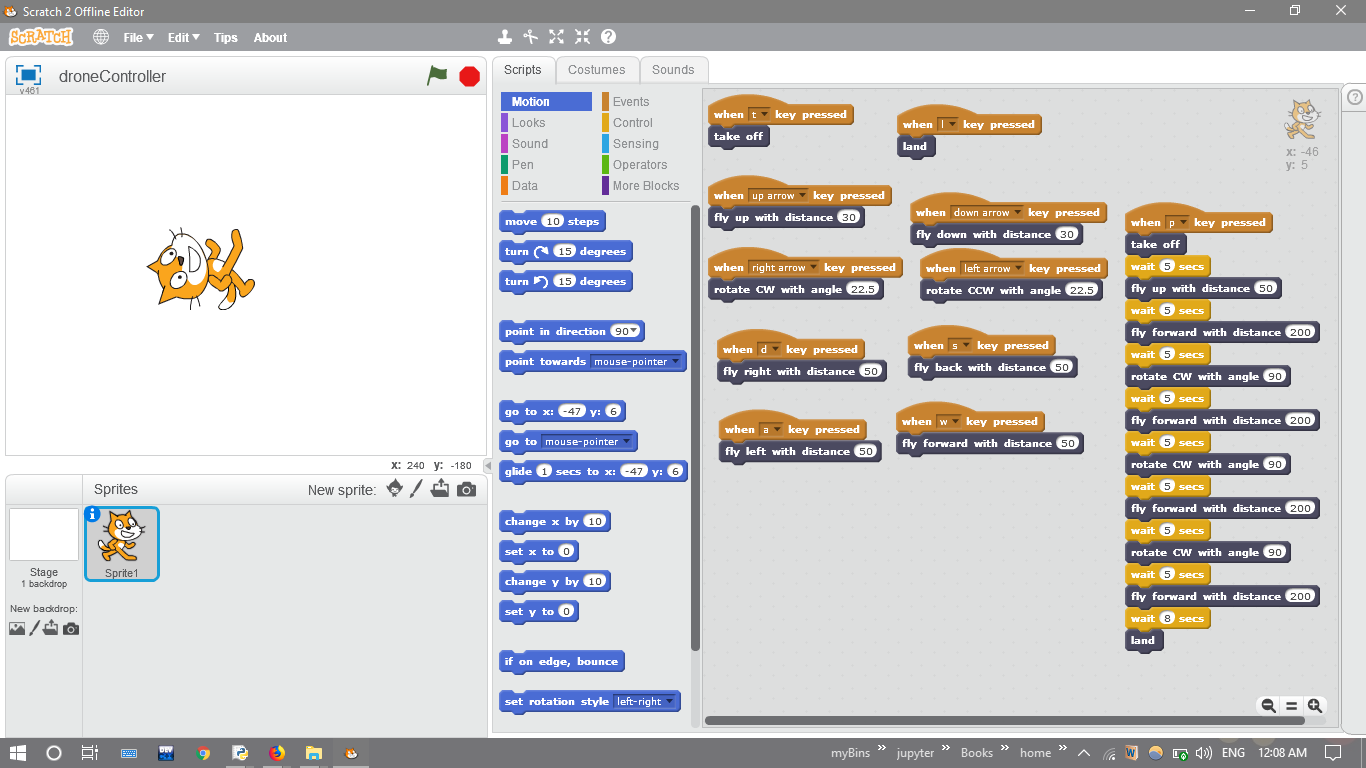 Scratch 2 Offline Editor
SCRATCH File Edit Tips About
v461
droneController
Scripts Costumes Sounds
Motion Events
Looks Control
Sound Sensing
Pen Operators
Data More Blocks
move 10 steps
turn 15 degrees
turn 15 degrees
point in direction 90
point towards mouse-pointer
go to x: -47 y: 6
go to mouse-pointer
glide 1 secs to x: -47 y: 6
change x by 10
set x to 0
change y by 10
set y to 0
if on edge, bounce
set rotation style left-right
when t key pressed
take off
when l key pressed
land
when up arrow key pressed
fly up with distance 30
when down arrow key pressed
fly down with distance 30
when right arrow key pressed
rotate CW with angle 22.5
when left arrow key pressed
rotate CCW with angle 22.5
when d key pressed
fly right with distance 50
when s key pressed
fly back with distance 50
when a key pressed
fly left with distance 50
when w key pressed
fly forward with distance 50
when p key pressed
take off
wait 5 secs
fly up with distance 50
wait 5 secs
fly forward with distance 200
wait 5 secs
rotate CW with angle 90
wait 5 secs
fly forward with distance 200
wait 5 secs
rotate CW with angle 90
wait 5 secs
fly forward with distance 200
wait 5 secs
rotate CW with angle 90
wait 5 secs
fly forward with distance 200
wait 8 secs
land
x: -46
y: 5
x: 240 y: -180
Sprites New sprite:
Stage
1 backdrop
New backdrop:
Sprite1
myBins » jupyter » Books » home » ENG 12:08 AM